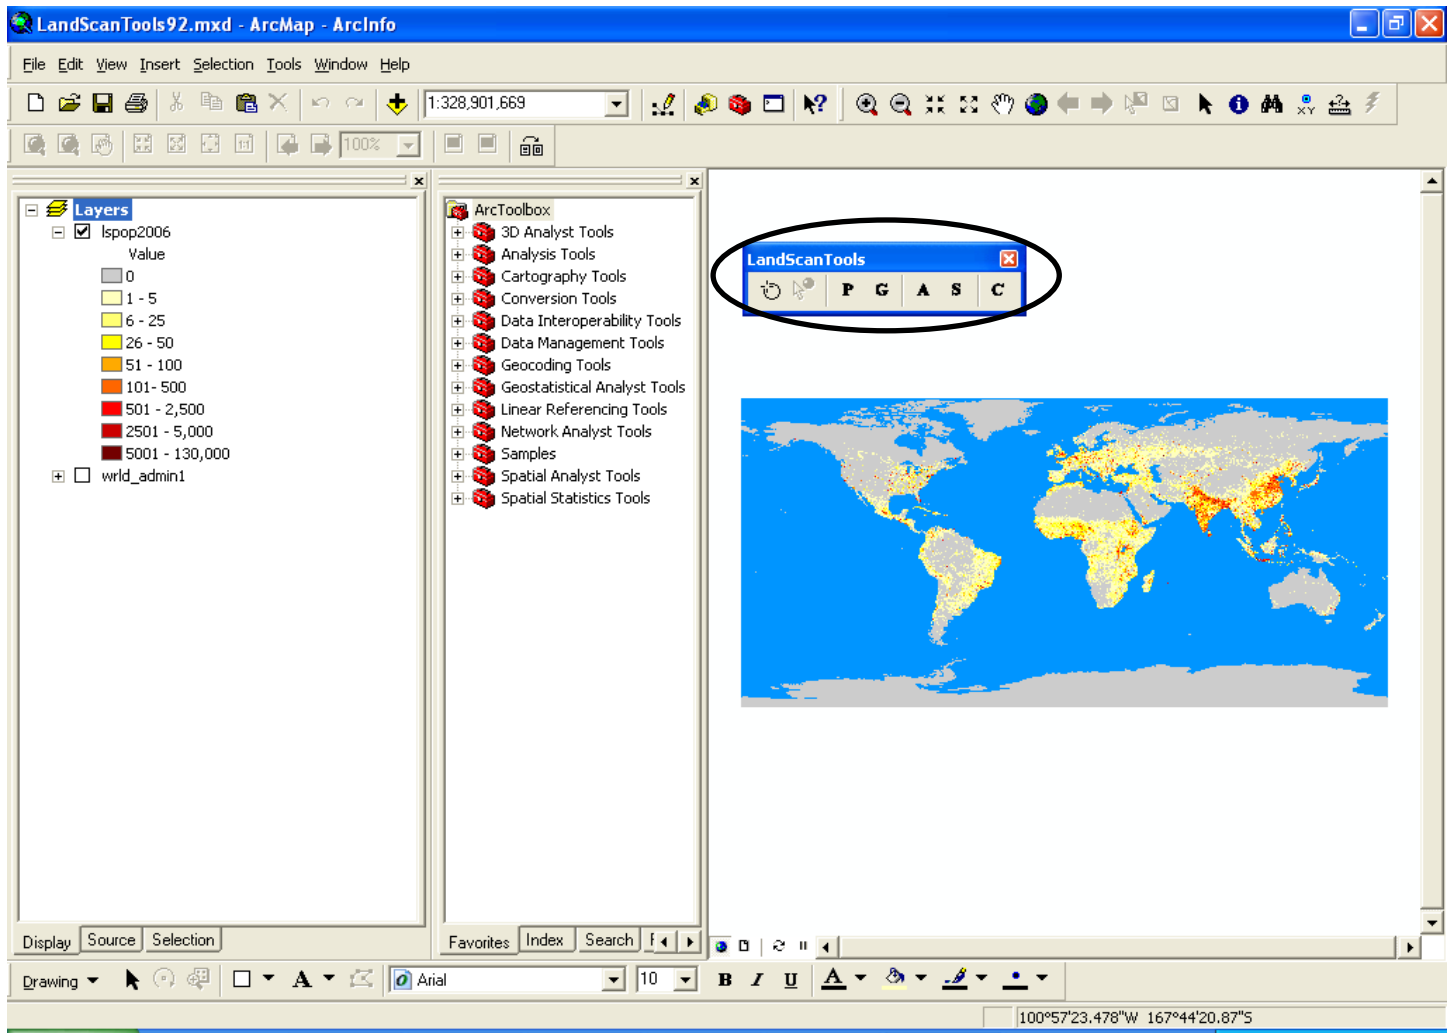 LandScanTools92.mxd - ArcMap - ArcInfo
File Edit View Insert Selection Tools Window Help
1:328,901,669
100%
Layers
lspop2006
Value
0
1 - 5
6 - 25
26 - 50
51 - 100
101- 500
501 - 2,500
2501 - 5,000
5001 - 130,000
wrld_admin1
Display Source Selection
ArcToolbox
3D Analyst Tools
Analysis Tools
Cartography Tools
Conversion Tools
Data Interoperability Tools
Data Management Tools
Geocoding Tools
Geostatistical Analyst Tools
Linear Referencing Tools
Network Analyst Tools
Samples
Spatial Analyst Tools
Spatial Statistics Tools
Favorites Index Search
LandScanTools
P G A S C
Drawing A Arial 10 B I U A
100°57'23.478"W 167°44'20.87"S